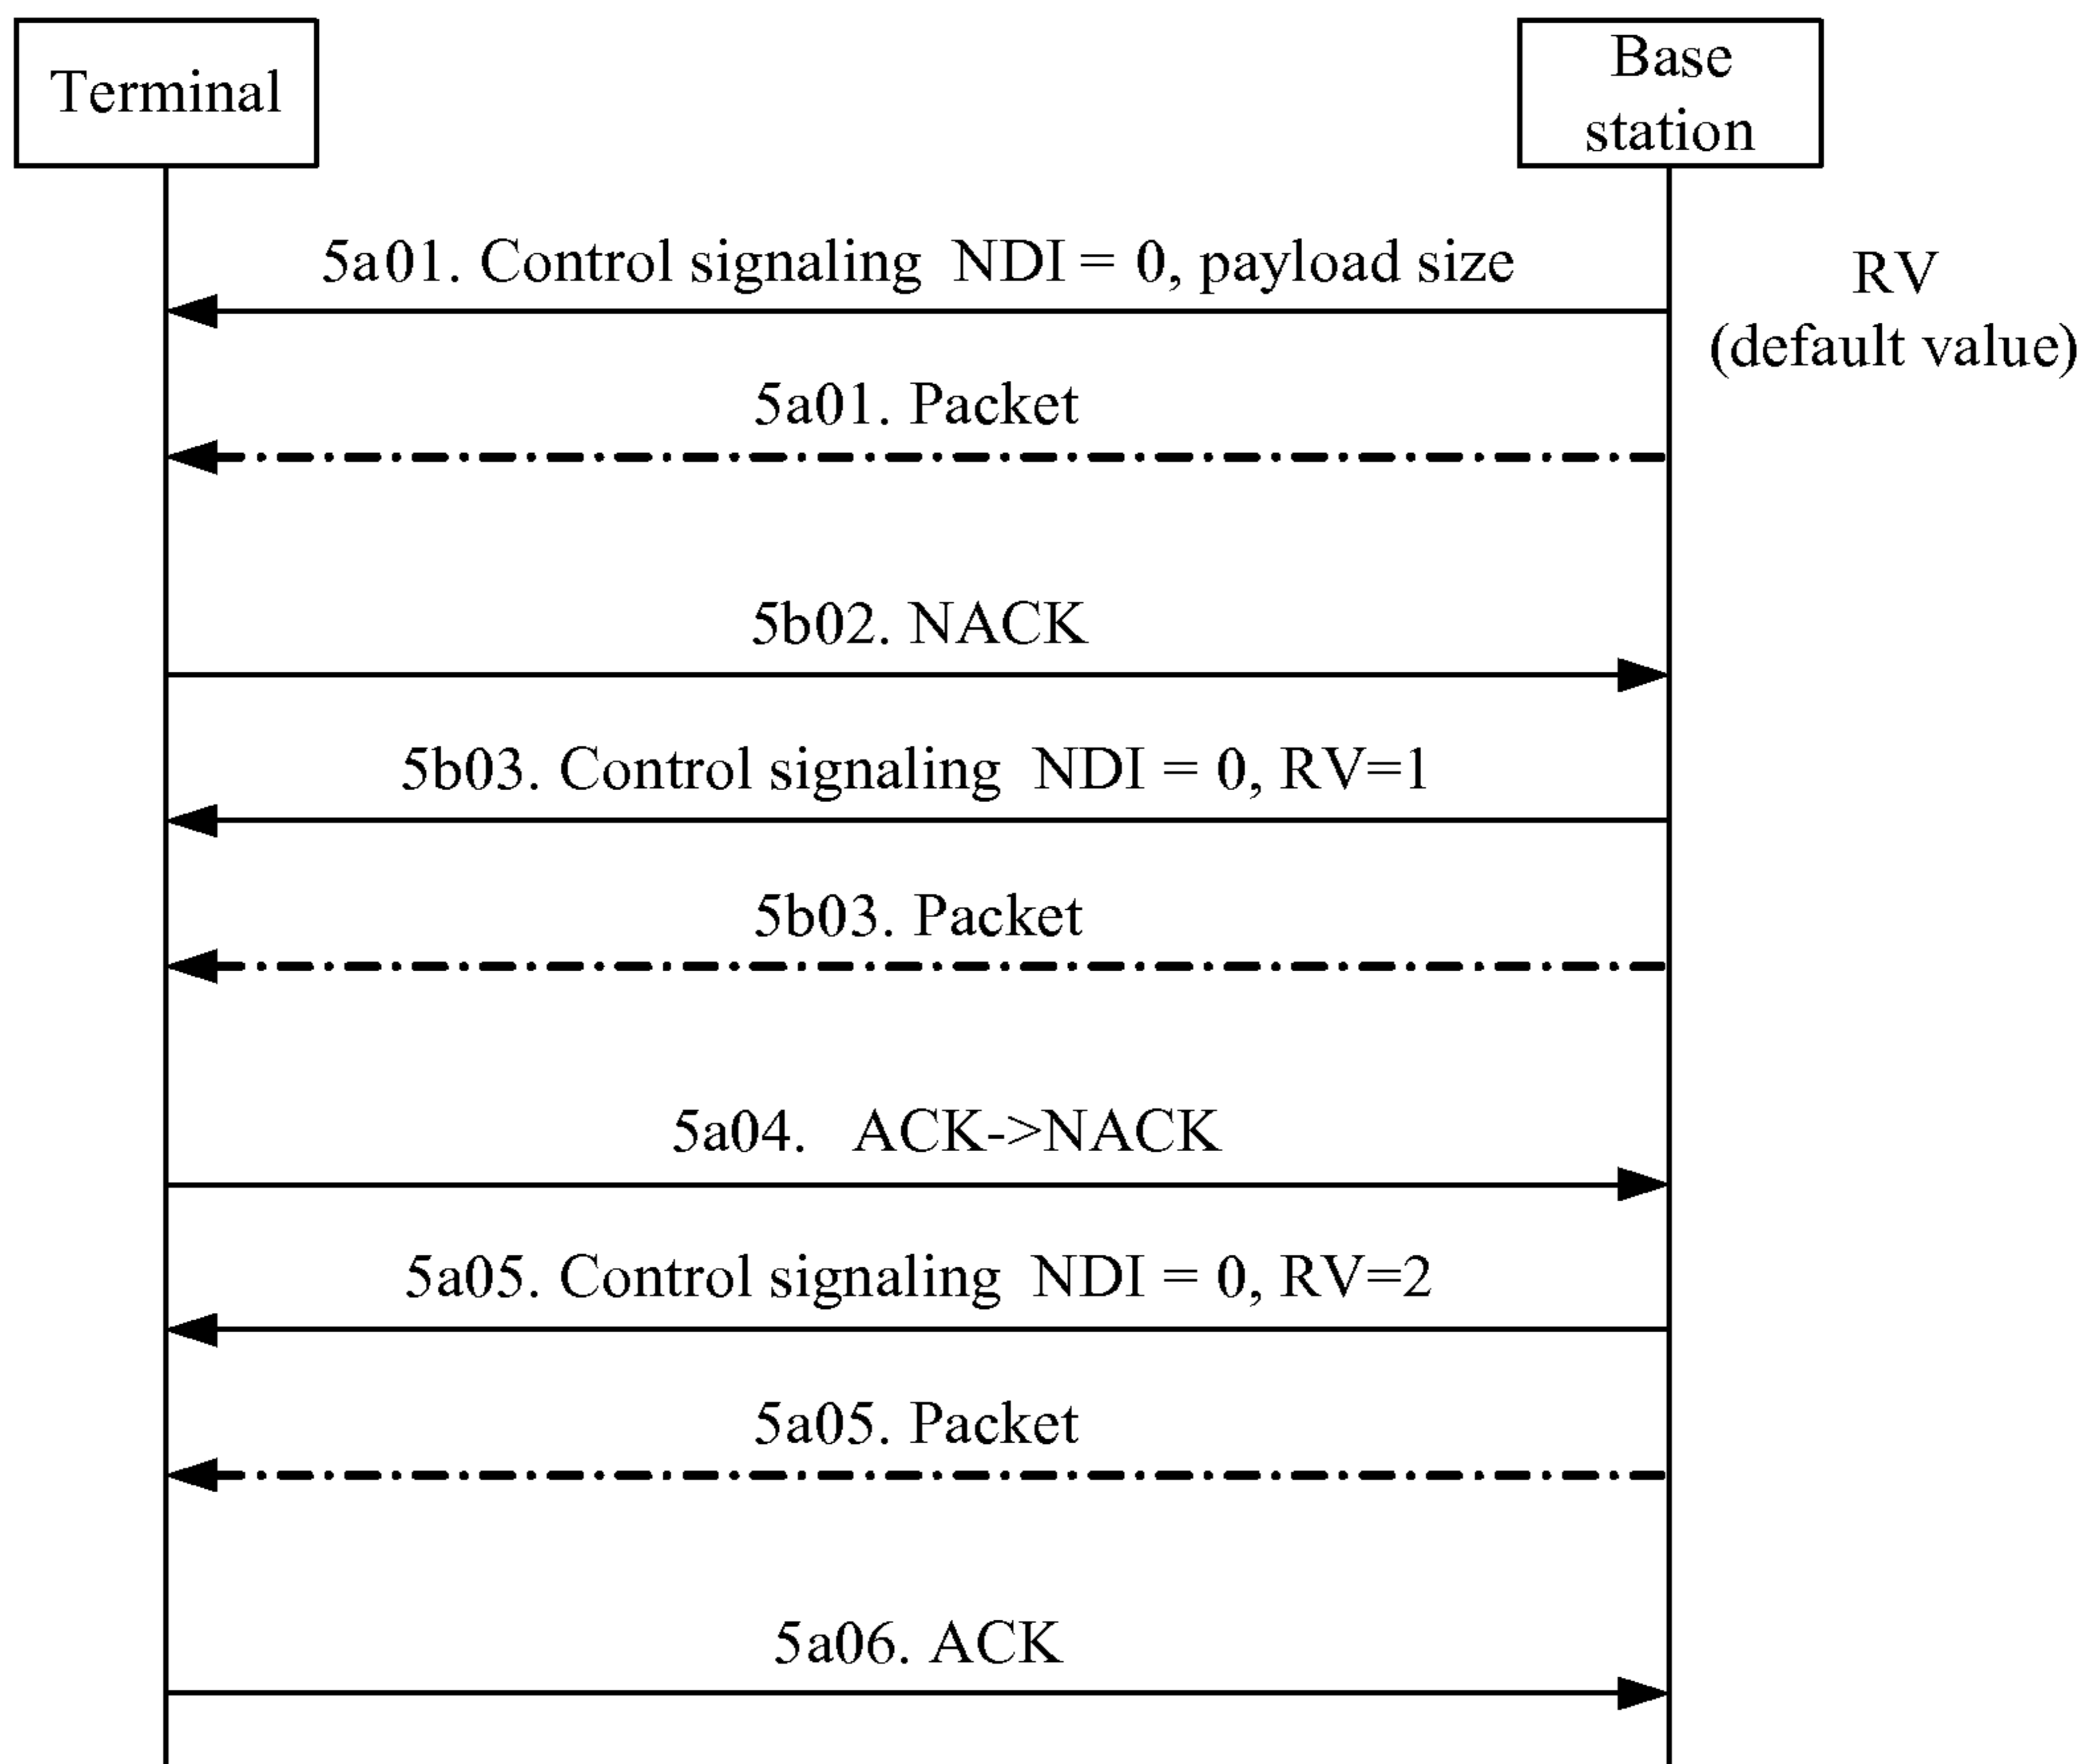 Terminal
Base
station
5a01. Control signaling NDI = 0, payload size
RV
(default value)
5a01. Packet
5b02. NACK
5b03. Control signaling NDI = 0, RV=1
5b03. Packet
5a04. ACK->NACK
5a05. Control signaling NDI = 0, RV=2
5a05. Packet
5a06. ACK